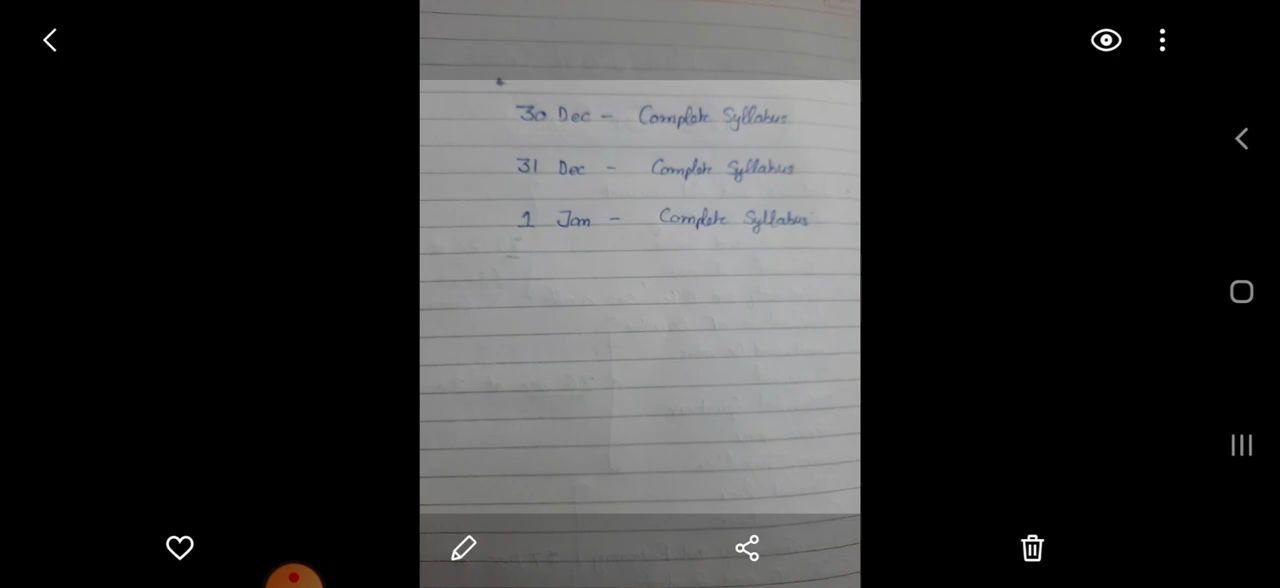 30 Dec - Complete Syllabus
31 Dec - Complete Syllabus
1 Jan - Complete Syllabus